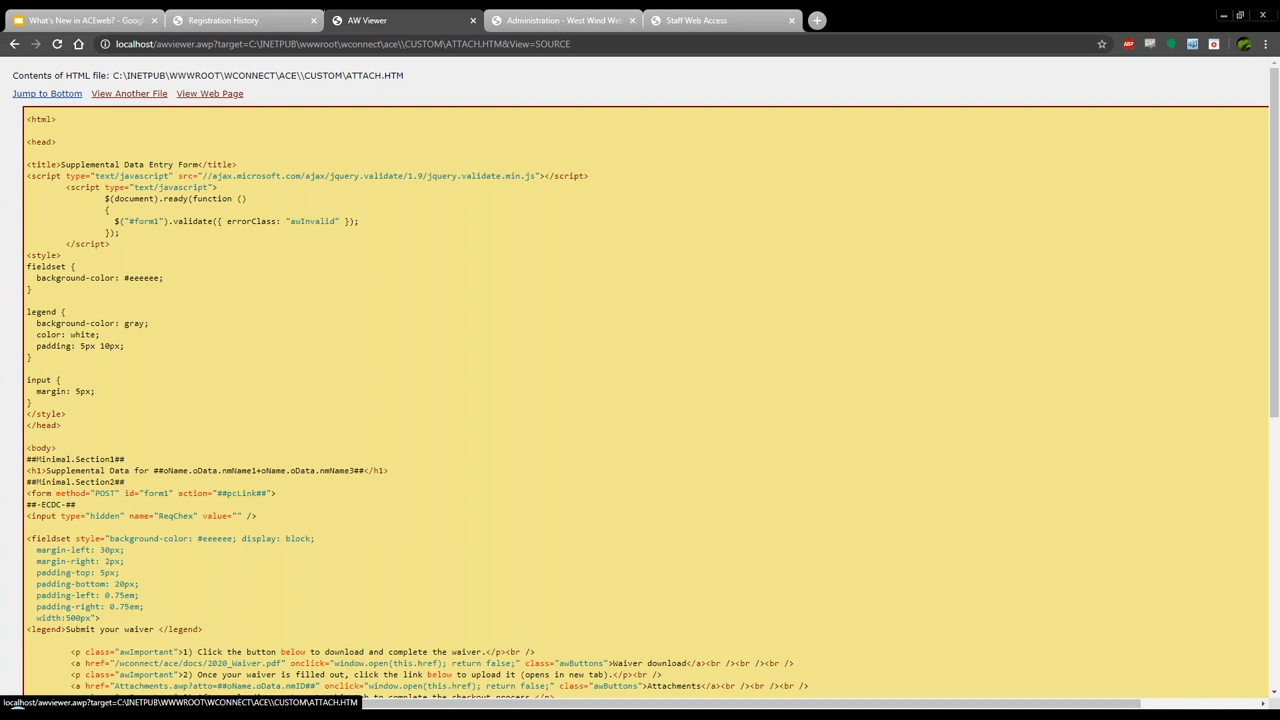 What's New in ACEweb? - Goog
Registration History
AW Viewer
Administration - West Wind Web
Staff Web Access
localhost/awviewer.awp?target=C:\INETPUB\wwwroot\wconnect\ace\\CUSTOM\ATTACH.HTM&View=SOURCE
Contents of HTML file: C:\INETPUB\WWWROOT\WCONNECT\ACE\\CUSTOM\ATTACH.HTM
Jump to Bottom View Another File View Web Page
<html>
<head>
<title>Supplemental Data Entry Form</title>
<script type="text/javascript" src="//ajax.microsoft.com/ajax/jquery.validate/1.9/jquery.validate.min.js"></script>
<script type="text/javascript">
$(document).ready(function ()
{
$("#form1").validate({ errorClass: "awInvalid" });
});
</script>
<style>
fieldset {
background-color: #eeeeee;
}
legend {
background-color: gray;
color: white;
padding: 5px 10px;
}
input {
margin: 5px;
}
</style>
</head>
<body>
##Minimal.Section1##
<h1>Supplemental Data for ##oName.oData.nmName1+oName.oData.nmName3##</h1>
##Minimal.Section2##
<form method="POST" id="form1" action="##pcLink##">
##-ECDC-##
<input type="hidden" name="ReqChex" value="" />
<fieldset style="background-color: #eeeeee; display: block;
margin-left: 30px;
margin-right: 2px;
padding-top: 5px;
padding-bottom: 20px;
padding-left: 0.75em;
padding-right: 0.75em;
width:500px">
<legend>Submit your waiver </legend>
<p class="awImportant">1) Click the button below to download and complete the waiver.</p><br />
<a href="/wconnect/ace/docs/2020_Waiver.pdf" onclick="window.open(this.href); return false;" class="awButtons">Waiver download</a><br /><br /><br />
<p class="awImportant">2) Once your waiver is filled out, click the link below to upload it (opens in new tab).</p><br />
<a href="Attachments.awp?atto=##oName.oData.nmID##" onclick="window.open(this.href); return false;" class="awButtons">Attachments</a><br /><br /><br />
to complete the checkout process.</p>
localhost/awviewer.awp?target=C:\INETPUB\wwwroot\wconnect\ace\\CUSTOM\ATTACH.HTM